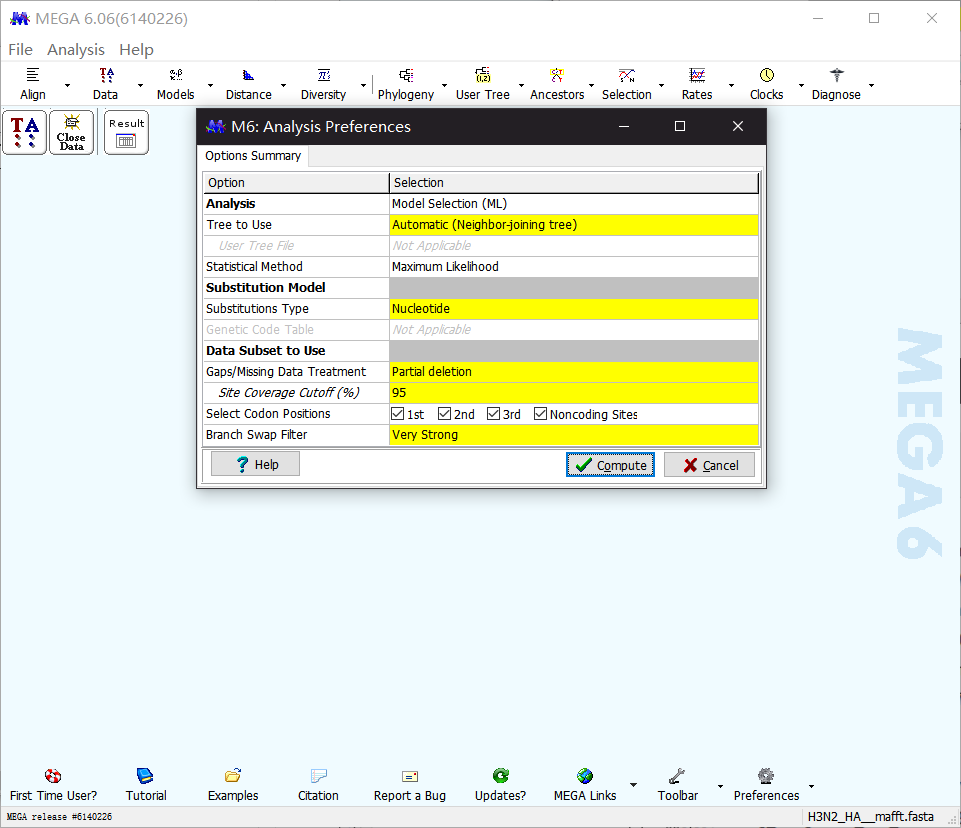 MEGA 6.06(6140226)
File Analysis Help
Align Data Models Distance Diversity Phylogeny User Tree Ancestors Selection Rates Clocks Diagnose
TA
Close
Data
Result
M6: Analysis Preferences
Options Summary
Option Selection
Analysis Model Selection (ML)
Tree to Use Automatic (Neighbor-joining tree)
User Tree File Not Applicable
Statistical Method Maximum Likelihood
Substitution Model
Substitutions Type Nucleotide
Genetic Code Table Not Applicable
Data Subset to Use
Gaps/Missing Data Treatment Partial deletion
Site Coverage Cutoff (%) 95
Select Codon Positions 1st 2nd 3rd Noncoding Sites
Branch Swap Filter Very Strong
? Help Compute Cancel
MEGA 6
First Time User? Tutorial Examples Citation Report a Bug Updates? MEGA Links Toolbar Preferences
MEGA release #6140226 H3N2_HA__mafft.fasta